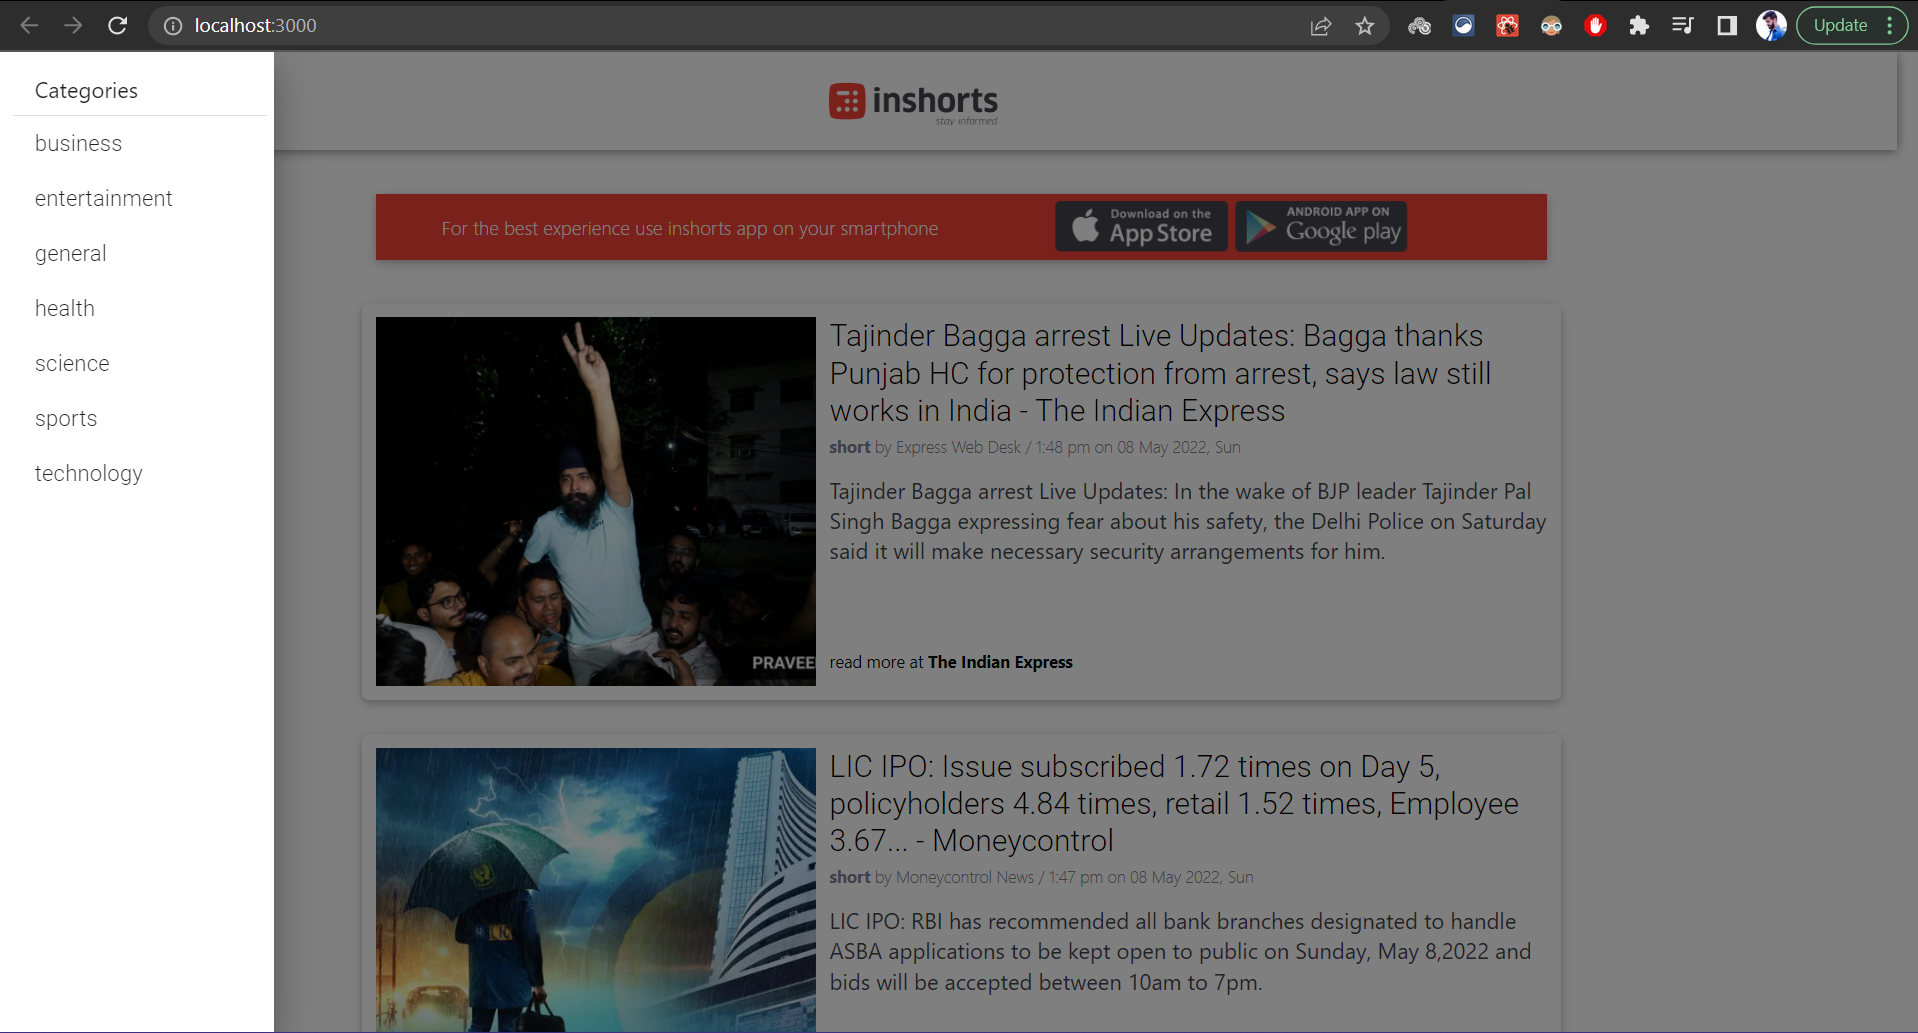 localhost:3000
Update
Categories
business
entertainment
general
health
science
sports
technology
inshorts
stay informed
For the best experience use inshorts app on your smartphone
Download on the
App Store
ANDROID APP ON
Google play
Tajinder Bagga arrest Live Updates: Bagga thanks
Punjab HC for protection from arrest, says law still
works in India - The Indian Express
short by Express Web Desk / 1:48 pm on 08 May 2022, Sun
Tajinder Bagga arrest Live Updates: In the wake of BJP leader Tajinder Pal
Singh Bagga expressing fear about his safety, the Delhi Police on Saturday
said it will make necessary security arrangements for him.
PRAVEE
read more at The Indian Express
LIC IPO: Issue subscribed 1.72 times on Day 5,
policyholders 4.84 times, retail 1.52 times, Employee
3.67... - Moneycontrol
short by Moneycontrol News / 1:47 pm on 08 May 2022, Sun
LIC IPO: RBI has recommended all bank branches designated to handle
ASBA applications to be kept open to public on Sunday, May 8,2022 and
bids will be accepted between 10am to 7pm.
LIC